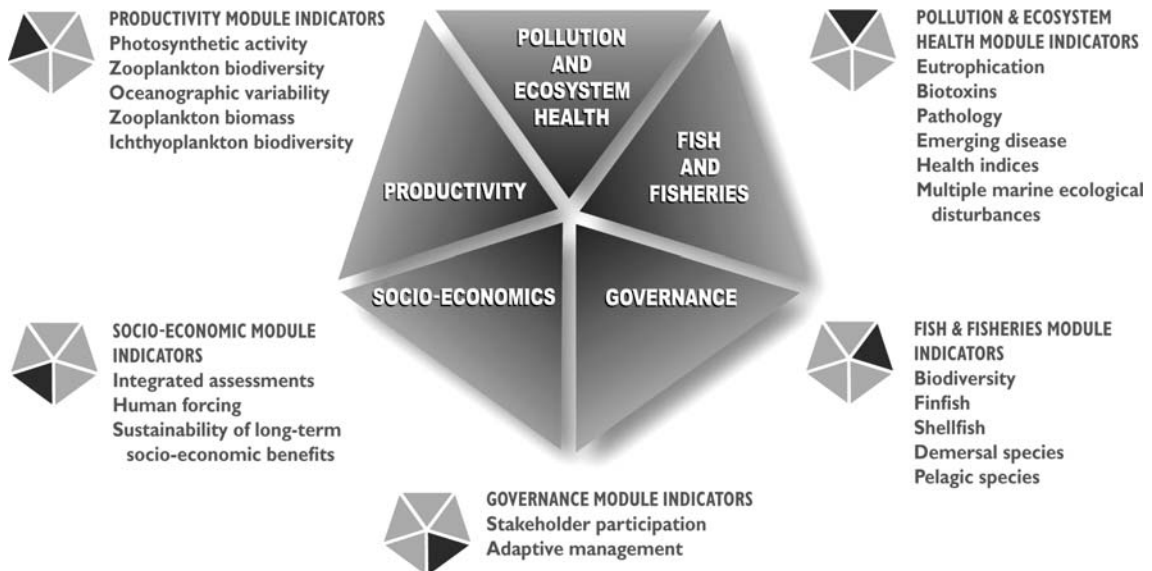 PRODUCTIVITY MODULE INDICATORS
Photosynthetic activity
Zooplankton biodiversity
Oceanographic variability
Zooplankton biomass
Ichthyoplankton biodiversity
POLLUTION
AND
ECOSYSTEM
HEALTH
FISH
AND
FISHERIES
PRODUCTIVITY
SOCIO-ECONOMICS
GOVERNANCE
POLLUTION & ECOSYSTEM
HEALTH MODULE INDICATORS
Eutrophication
Biotoxins
Pathology
Emerging disease
Health indices
Multiple marine ecological
disturbances
SOCIO-ECONOMIC MODULE
INDICATORS
Integrated assessments
Human forcing
Sustainability of long-term
socio-economic benefits
FISH & FISHERIES MODULE
INDICATORS
Biodiversity
Finfish
Shellfish
Demersal species
Pelagic species
GOVERNANCE MODULE INDICATORS
Stakeholder participation
Adaptive management